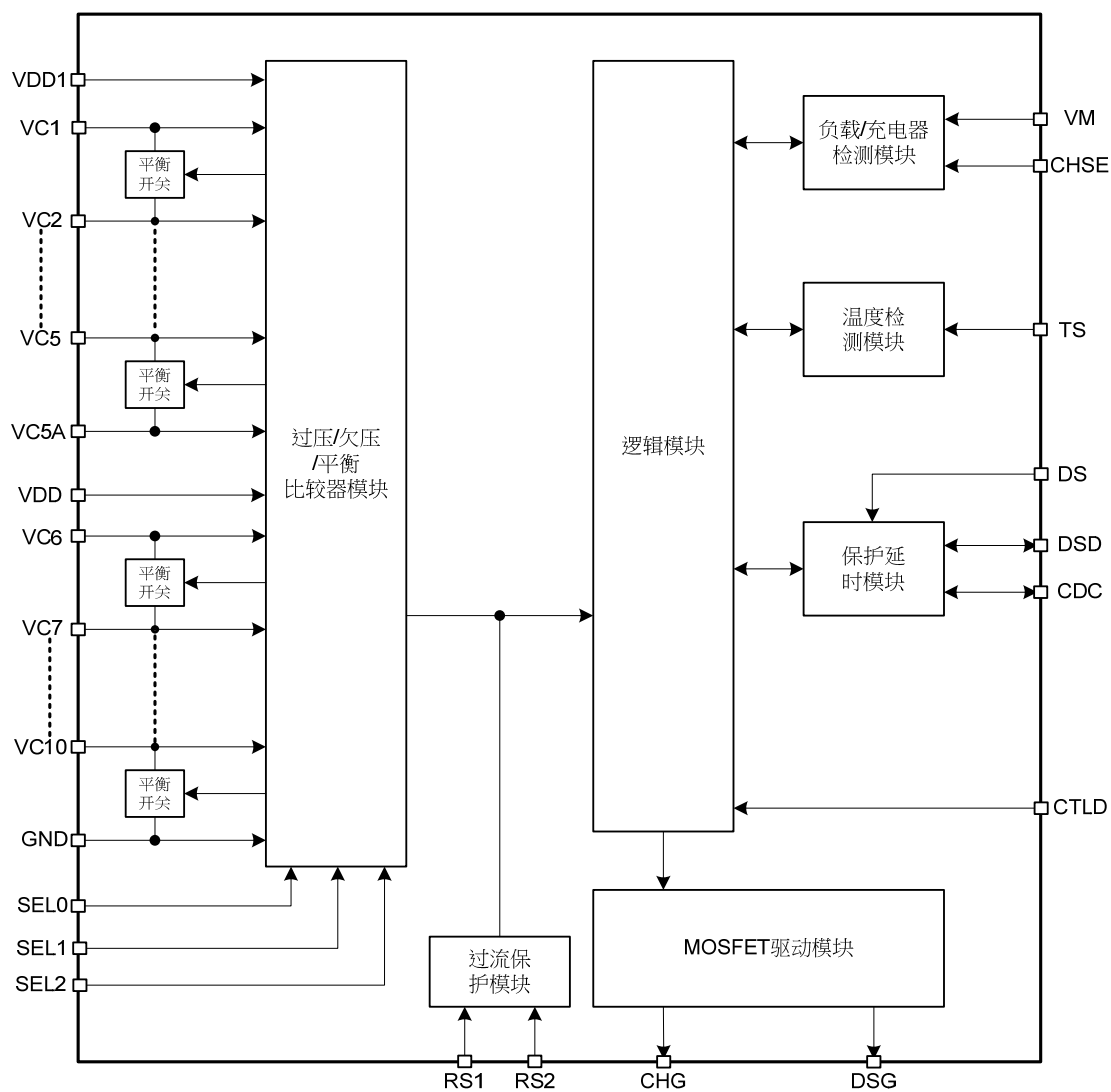 VDD1
VC1
平衡
开关
VC2
VC5
平衡
开关
VC5A
VDD
VC6
平衡
开关
VC7
VC10
平衡
开关
GND
SEL0
SEL1
SEL2
过压/欠压
/平衡
比较器模块
过流保
护模块
RS1
RS2
逻辑模块
MOSFET驱动模块
CHG
DSG
负载/充电器
检测模块
VM
CHSE
温度检
测模块
TS
保护延
时模块
DS
DSD
CDC
CTLD